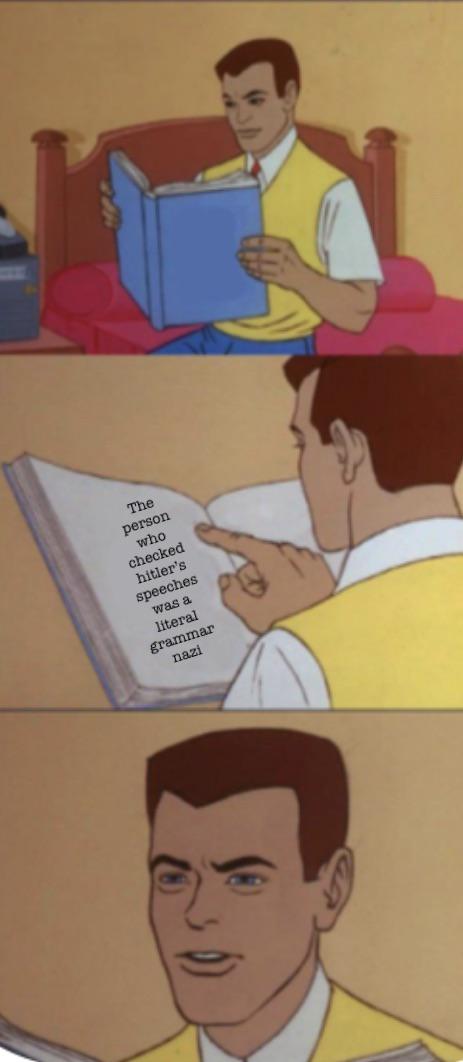 The
person
who
checked
hitler's
speeches
was a
literal
grammar
nazi